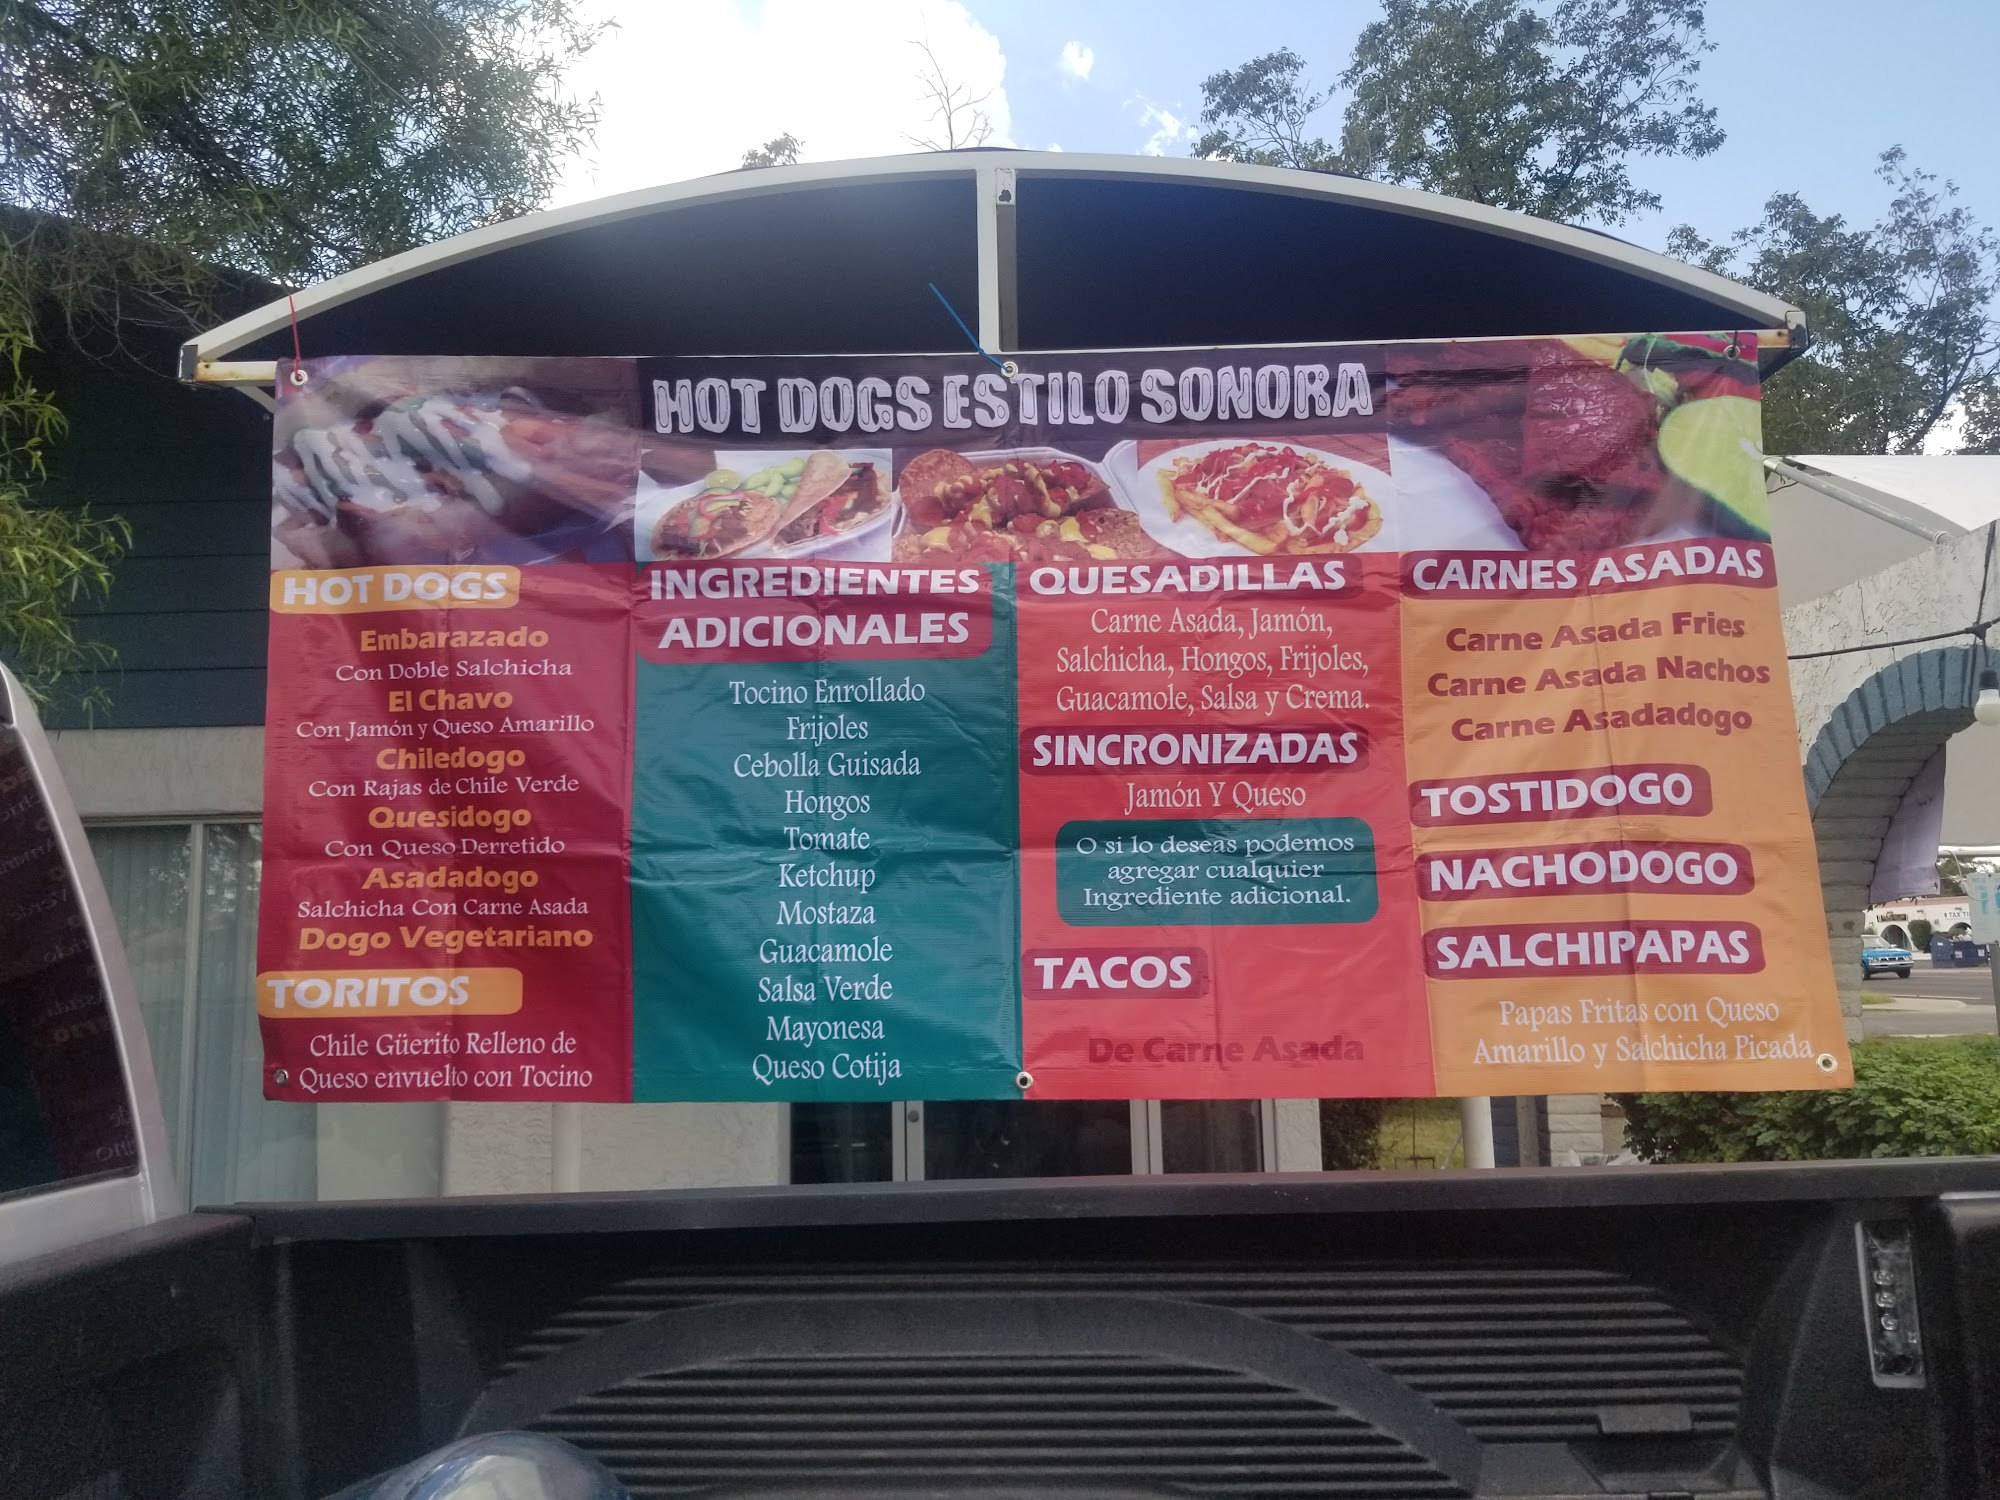 HOT DOGS ESTILO SONORA
HOT DOGS
Embarazado
Con Doble Salchicha
El Chavo
Con Jamón y Queso Amarillo
Chiledogo
Con Rajas de Chile Verde
Quesidogo
Con Queso Derretido
Asadadogo
Salchicha Con Carne Asada
Dogo Vegetariano
TORITOS
Chile Güerito Relleno de
Queso envuelto con Tocino
INGREDIENTES
ADICIONALES
Tocino Enrollado
Frijoles
Cebolla Guisada
Hongos
Tomate
Ketchup
Mostaza
Guacamole
Salsa Verde
Mayonesa
Queso Cotija
QUESADILLAS
Carne Asada, Jamón,
Salchicha, Hongos, Frijoles,
Guacamole, Salsa y Crema.
SINCRONIZADAS
Jamón Y Queso
O si lo deseas podemos
agregar cualquier
Ingrediente adicional.
TACOS
De Carne Asada
CARNES ASADAS
Carne Asada Fries
Carne Asada Nachos
Carne Asadadogo
TOSTIDOGO
NACHODOGO
SALCHIPAPAS
Papas Fritas con Queso
Amarillo y Salchicha Picada